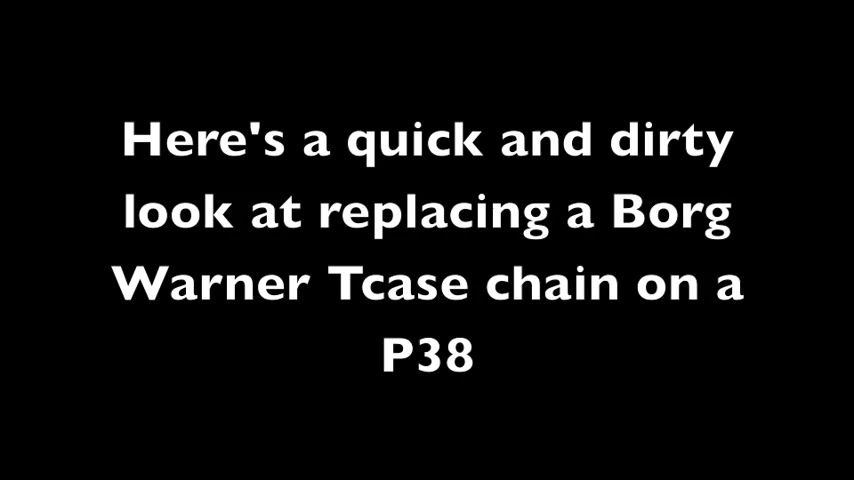 Here's a quick and dirty
look at replacing a Borg
Warner Tcase chain on a
P38